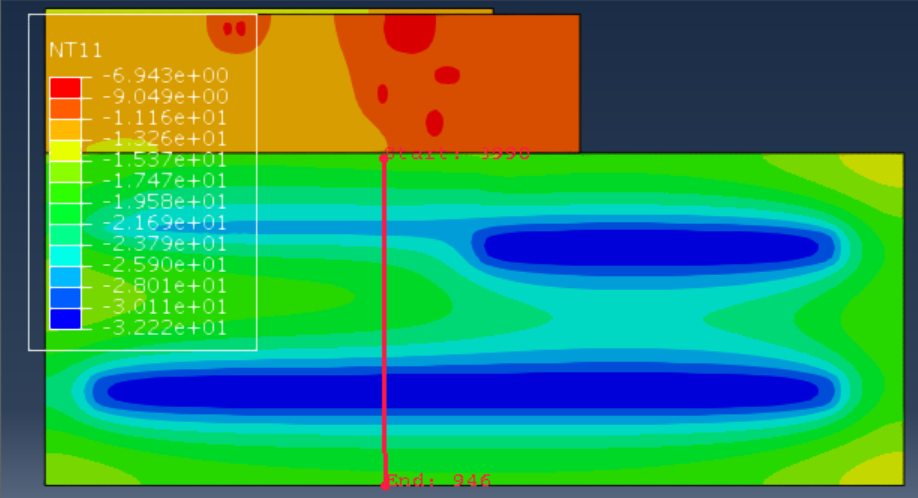 NT11
-6.943e+00
-9.049e+00
-1.116e+01
-1.326e+01
-1.537e+01
-1.747e+01
-1.958e+01
-2.169e+01
-2.379e+01
-2.590e+01
-2.801e+01
-3.011e+01
-3.222e+01
Start: 3998
End: 946